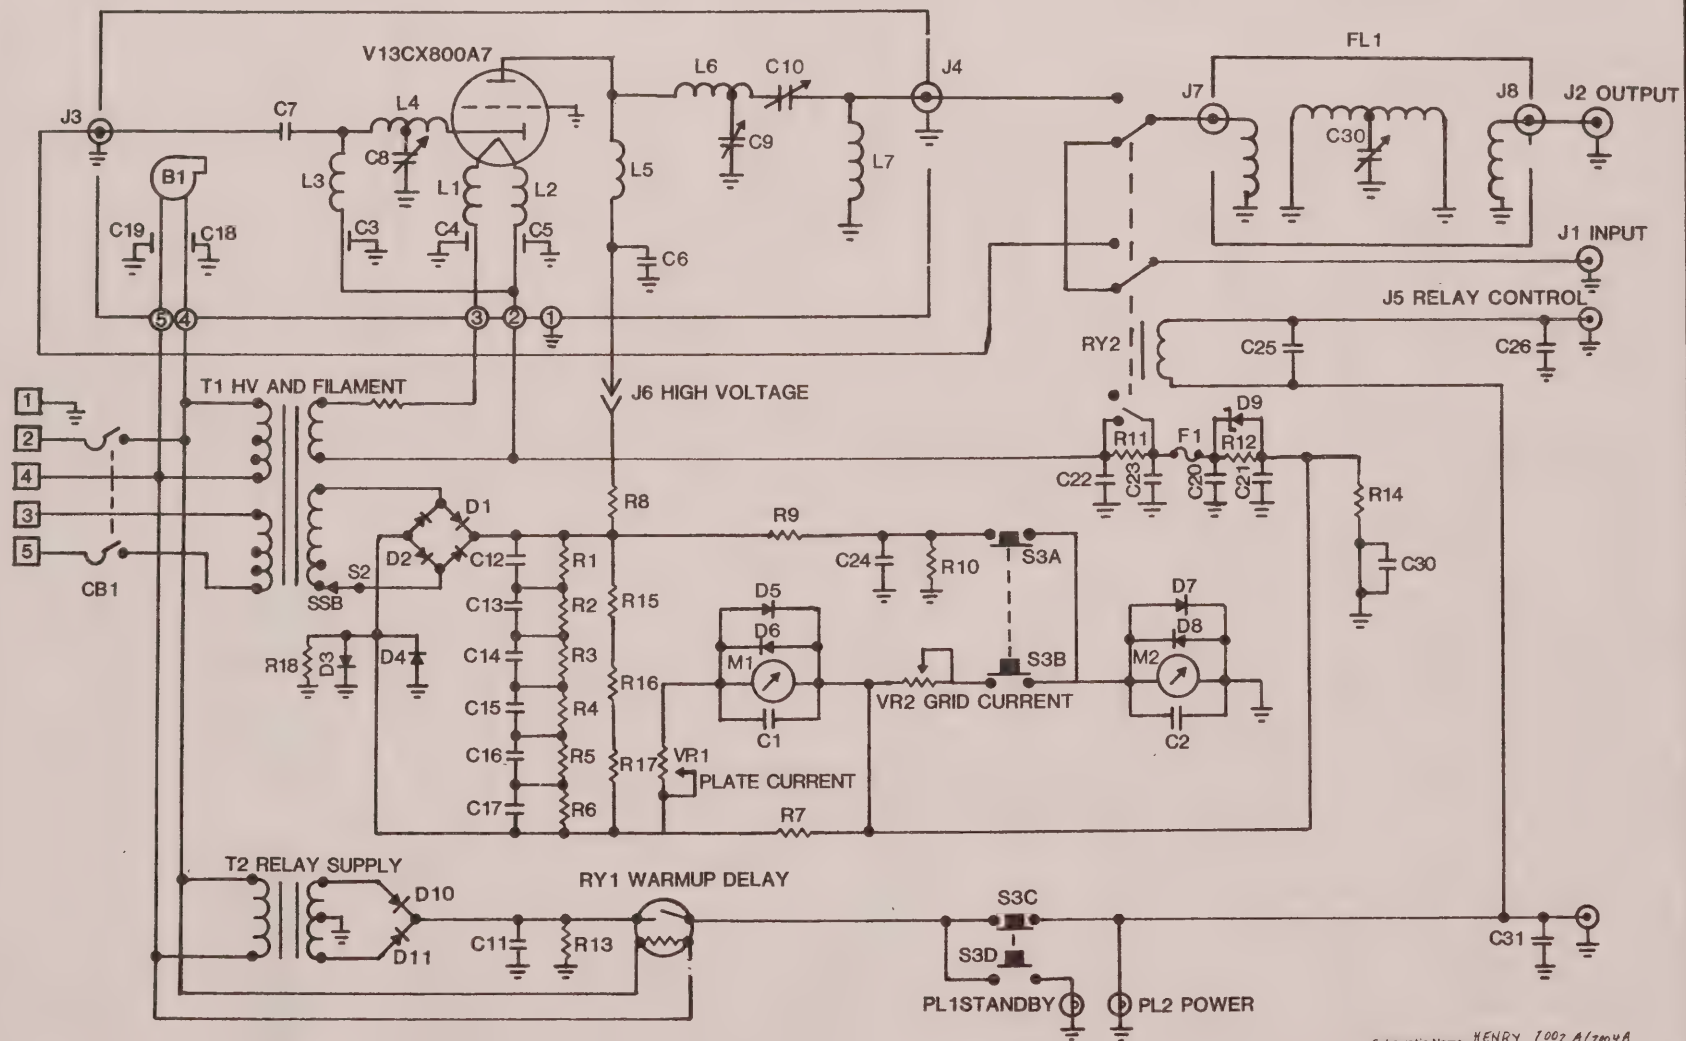 FL1
V13CX800A7
L6
C10
J4
J7
J8
J2 OUTPUT
J3
C7
L4
C30
C8
C9
B1
L3
L1
L2
L5
L7
C19
C18
C3
C4
C5
C6
J1 INPUT
J5 RELAY CONTROL
5
4
3
2
1
RY2
C25
C26
T1 HV AND FILAMENT
J6 HIGH VOLTAGE
1
2
4
3
5
D9
R11
F1
R12
C22
C23
C20
C21
R14
R8
D1
D2
C12
R1
R9
C24
R10
S3A
C30
CB1
S2
SSB
C13
R2
R15
D5
D6
D7
D8
R18
D3
D4
C14
R3
M1
S3B
M2
R16
C15
R4
VR2 GRID CURRENT
C1
C2
C16
R5
R17
VR1
PLATE CURRENT
C17
R6
R7
T2 RELAY SUPPLY
RY1 WARMUP DELAY
D10
D11
C11
R13
S3C
S3D
C31
PL1STANDBY
PL2 POWER
HENRY